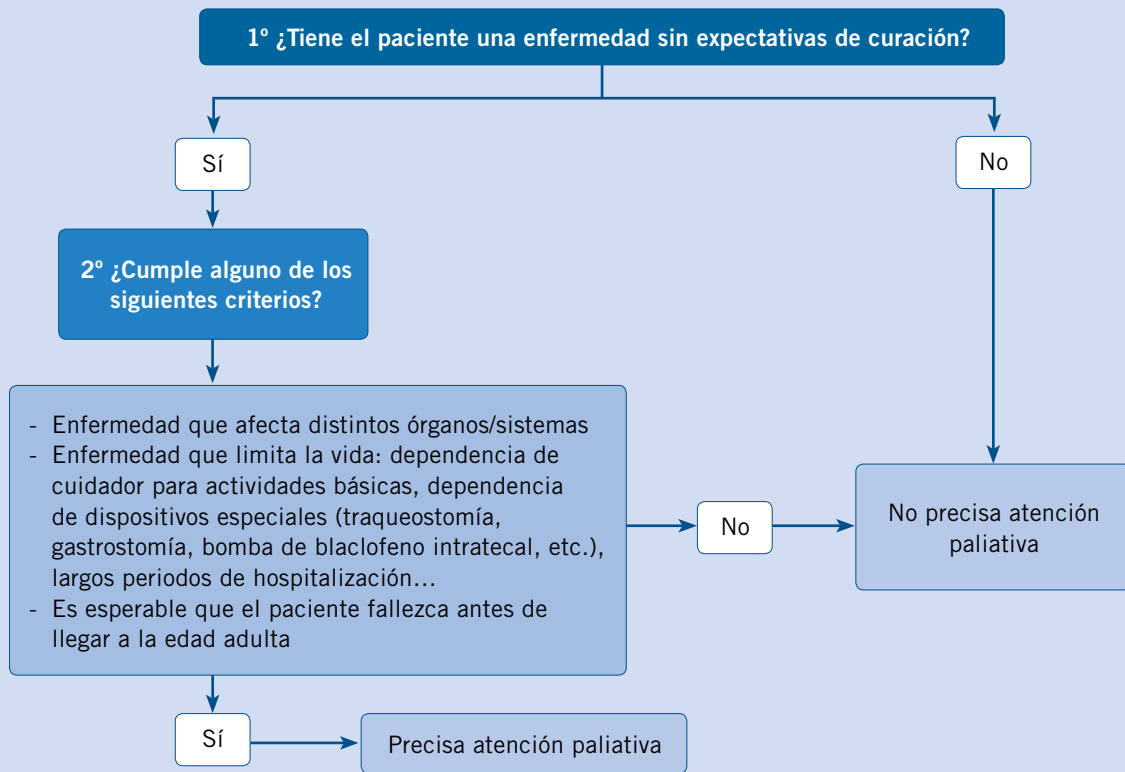 1º ¿Tiene el paciente una enfermedad sin expectativas de curación?
Sí
No
2º ¿Cumple alguno de los
siguientes criterios?
- Enfermedad que afecta distintos órganos/sistemas
- Enfermedad que limita la vida: dependencia de
cuidador para actividades básicas, dependencia
de dispositivos especiales (traqueostomía,
gastrostomía, bomba de blaclofeno intratecal, etc.),
largos periodos de hospitalización…
- Es esperable que el paciente fallezca antes de
llegar a la edad adulta
No
No precisa atención
paliativa
Sí
Precisa atención paliativa